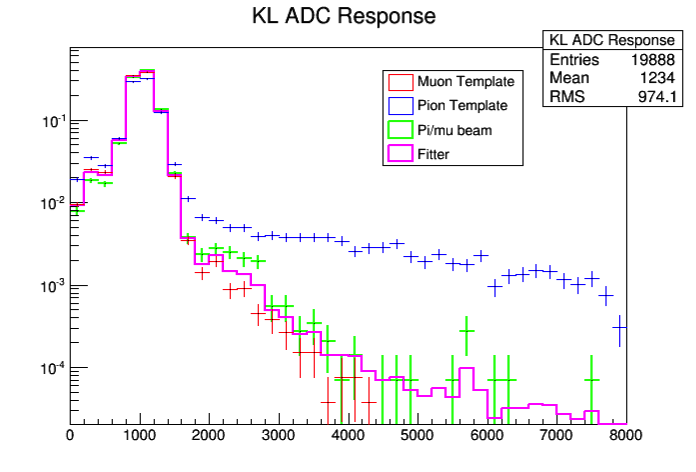 KL ADC Response
KL ADC Response
Entries 19888
Mean 1234
RMS 974.1
Muon Template
Pion Template
Pi/mu beam
Fitter
10-1
10-2
10-3
10-4
0 1000 2000 3000 4000 5000 6000 7000 8000